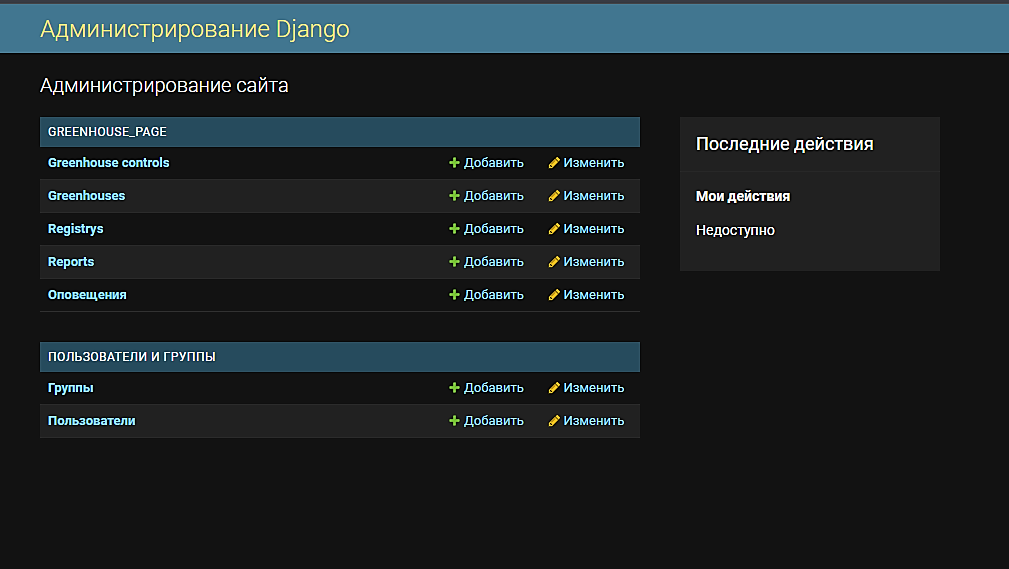 Администрирование Django
Администрирование сайта
GREENHOUSE_PAGE
Greenhouse controls Добавить Изменить
Greenhouses Добавить Изменить
Registrys Добавить Изменить
Reports Добавить Изменить
Оповещения Добавить Изменить
ПОЛЬЗОВАТЕЛИ И ГРУППЫ
Группы Добавить Изменить
Пользователи Добавить Изменить
Последние действия
Мои действия
Недоступно